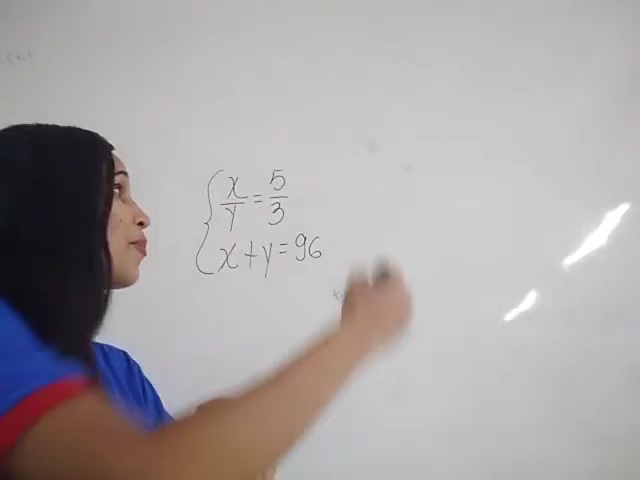 x/y = 5/3
x + y = 96